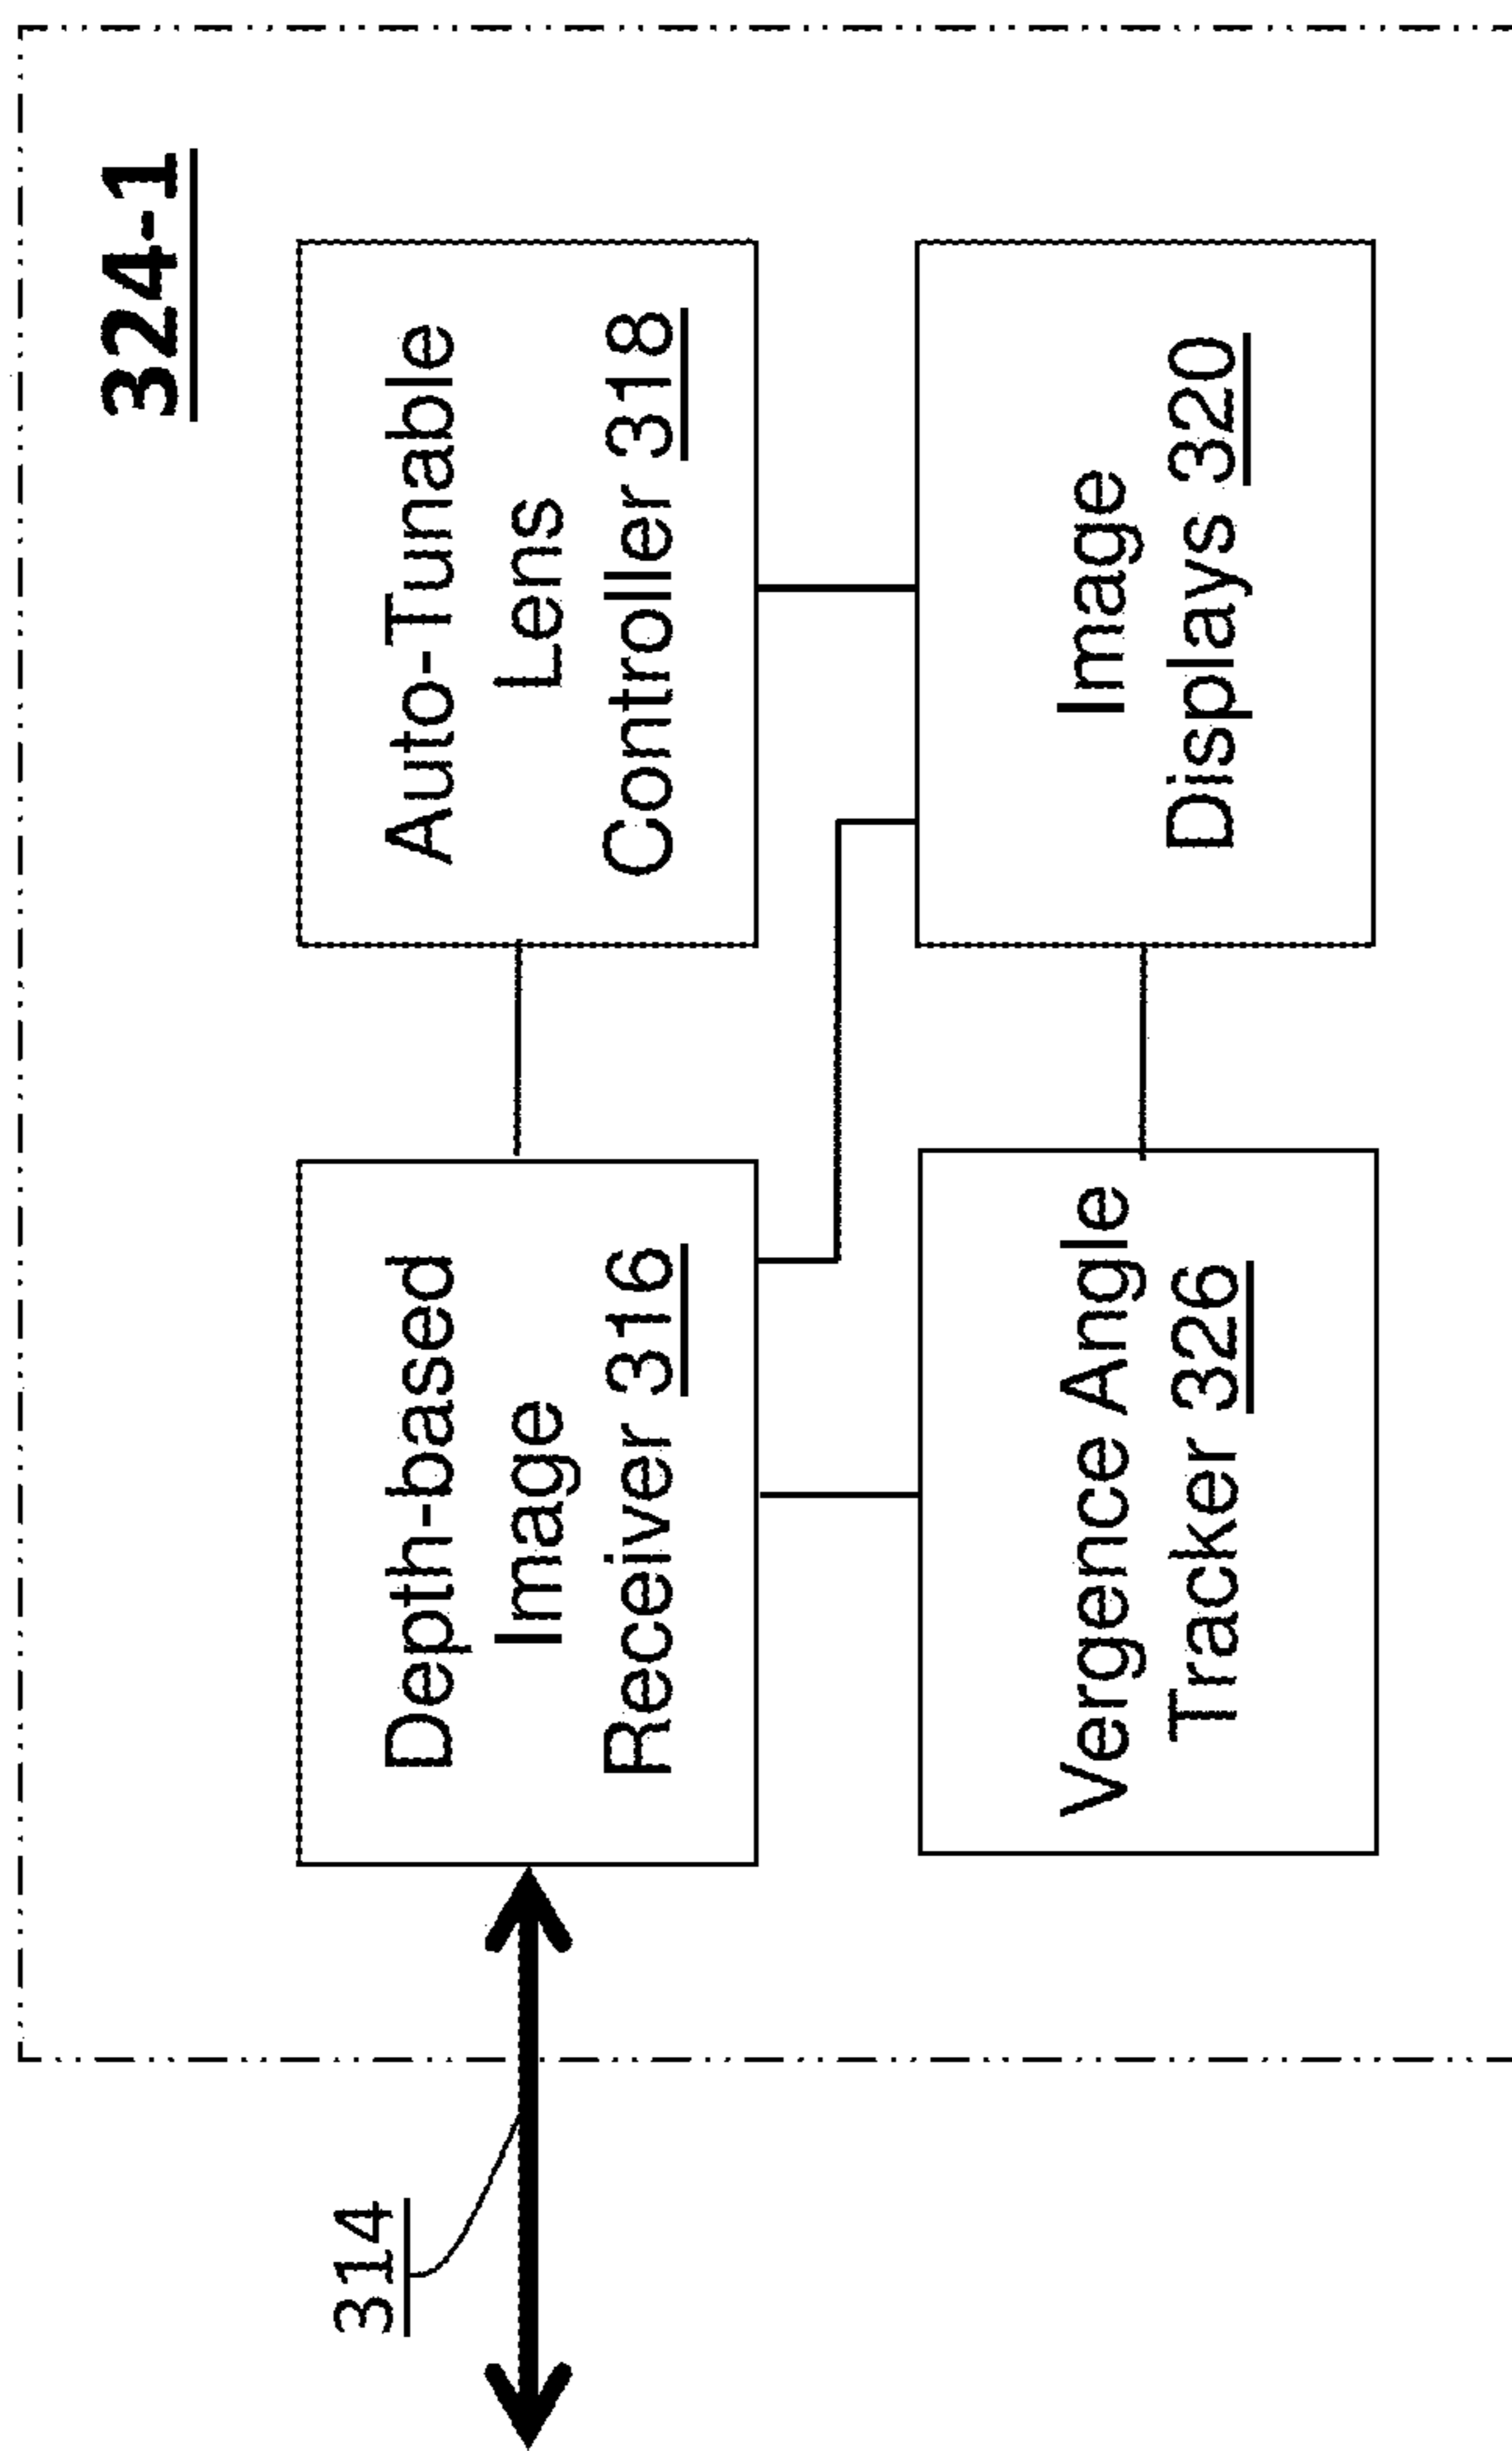 324-1
314
Depth-based
Image
Receiver 316
Auto-Tunable
Lens
Controller 318
Vergence Angle
Tracker 326
Image
Displays 320